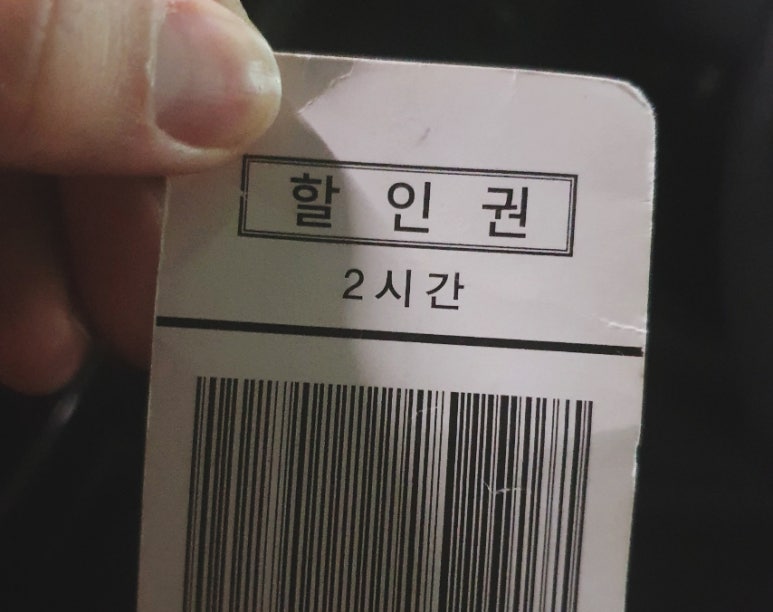 할 인 권
2시간